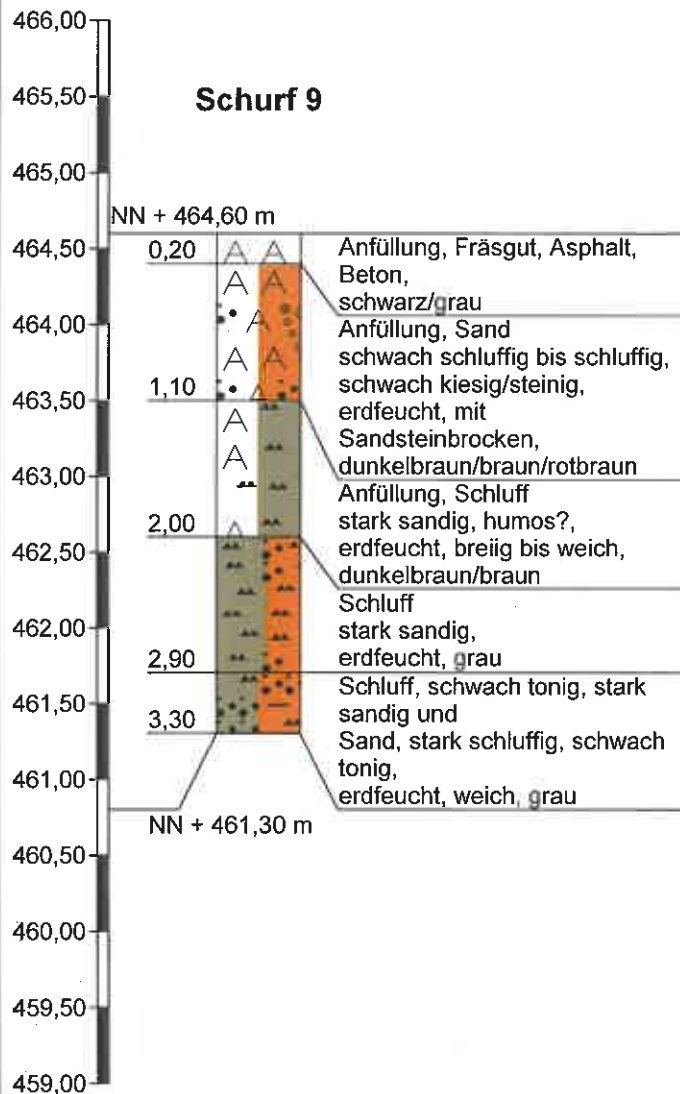 466,00
465,50
465,00
464,50
464,00
463,50
463,00
462,50
462,00
461,50
461,00
460,50
460,00
459,50
459,00
Schurf 9
NN + 464,60 m
0,20
Anfüllung, Fräsgut, Asphalt,
Beton,
schwarz/grau
1,10
Anfüllung, Sand
schwach schluffig bis schluffig,
schwach kiesig/steinig,
erdfeucht, mit
Sandsteinbrocken,
dunkelbraun/braun/rotbraun
2,00
Anfüllung, Schluff
stark sandig, humos?,
erdfeucht, breiig bis weich,
dunkelbraun/braun
2,90
Schluff
stark sandig,
erdfeucht, grau
3,30
Schluff, schwach tonig, stark
sandig und
Sand, stark schluffig, schwach
tonig,
erdfeucht, weich, grau
NN + 461,30 m